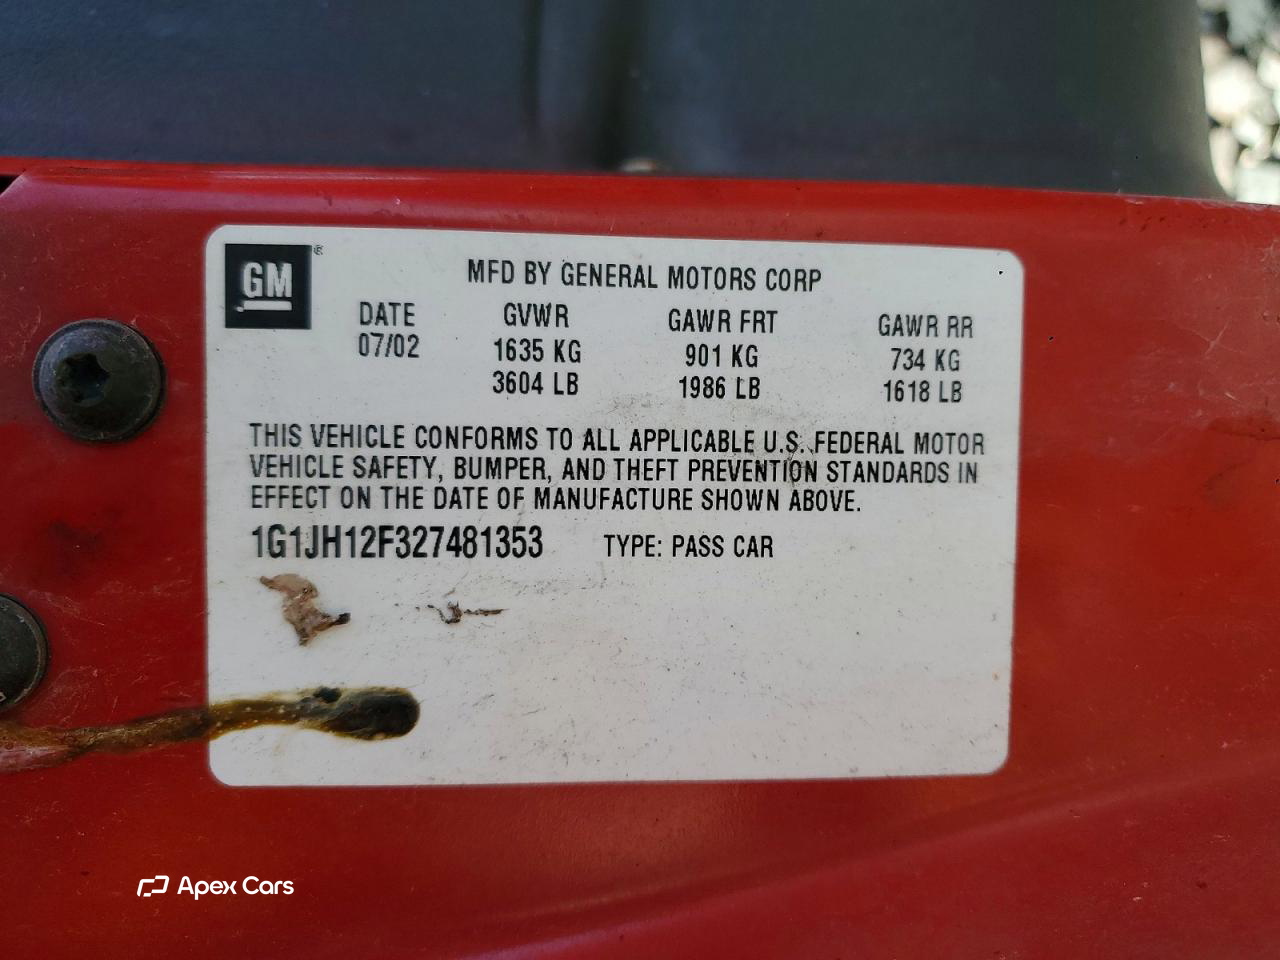 GM®
MFD BY GENERAL MOTORS CORP
DATE GVWR GAWR FRT GAWR RR
07/02 1635 KG 901 KG 734 KG
3604 LB 1986 LB 1618 LB
THIS VEHICLE CONFORMS TO ALL APPLICABLE U.S. FEDERAL MOTOR
VEHICLE SAFETY, BUMPER, AND THEFT PREVENTION STANDARDS IN
EFFECT ON THE DATE OF MANUFACTURE SHOWN ABOVE.
1G1JH12F327481353 TYPE: PASS CAR
Apex Cars